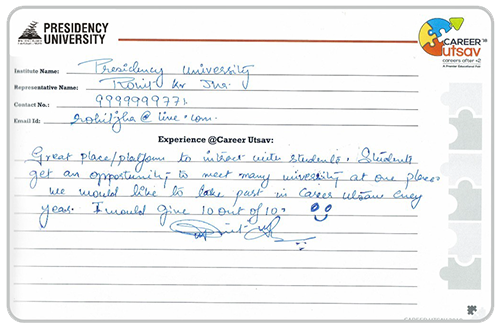 PRESIDENCY
UNIVERSITY
CAREER
utsav
careers after +2
A Premier Educational Fair
Institute Name: Presidency University
Representative Name: Rohit Kr Jha
Contact No.: 9999999771
Email Id: rohitjha@live.com
Experience @Career Utsav:
Great place/platform to intract with students. Students
get an opportunity to meet many university at one place
we would like to take part in Career utsav every
year. I would give 10 out of 10.